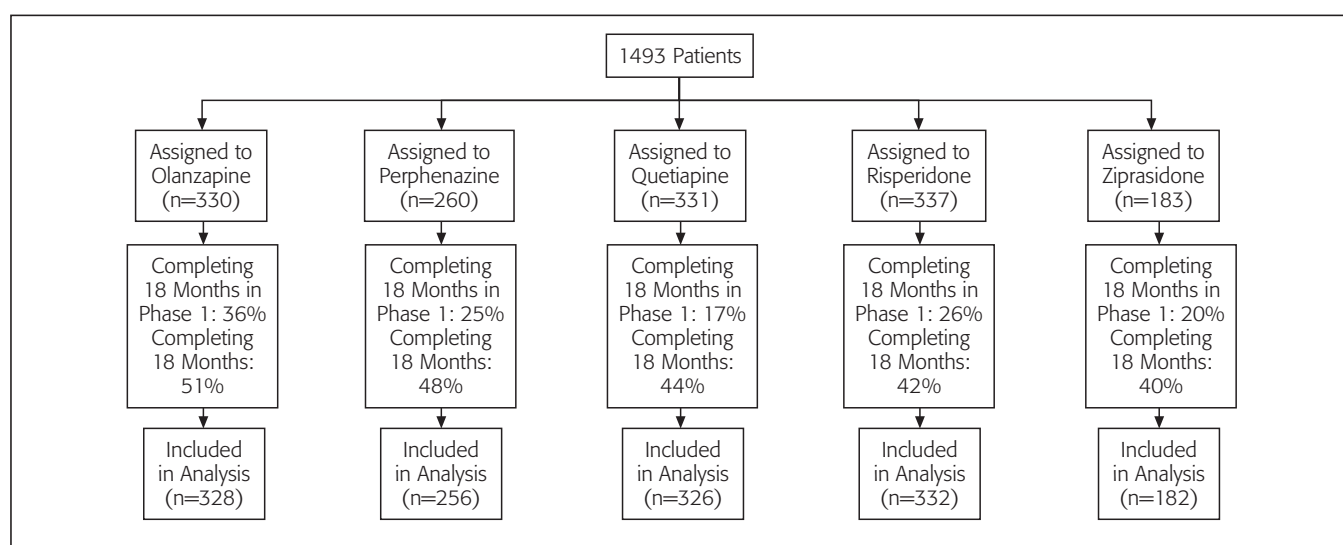 1493 Patients
Assigned to
Olanzapine
(n=330)
Assigned to
Perphenazine
(n=260)
Assigned to
Quetiapine
(n=331)
Assigned to
Risperidone
(n=337)
Assigned to
Ziprasidone
(n=183)
Completing
18 Months in
Phase 1: 36%
Completing
18 Months:
51%
Completing
18 Months in
Phase 1: 25%
Completing
18 Months:
48%
Completing
18 Months in
Phase 1: 17%
Completing
18 Months:
44%
Completing
18 Months in
Phase 1: 26%
Completing
18 Months:
42%
Completing
18 Months in
Phase 1: 20%
Completing
18 Months:
40%
Included
in Analysis
(n=328)
Included
in Analysis
(n=256)
Included
in Analysis
(n=326)
Included
in Analysis
(n=332)
Included
in Analysis
(n=182)